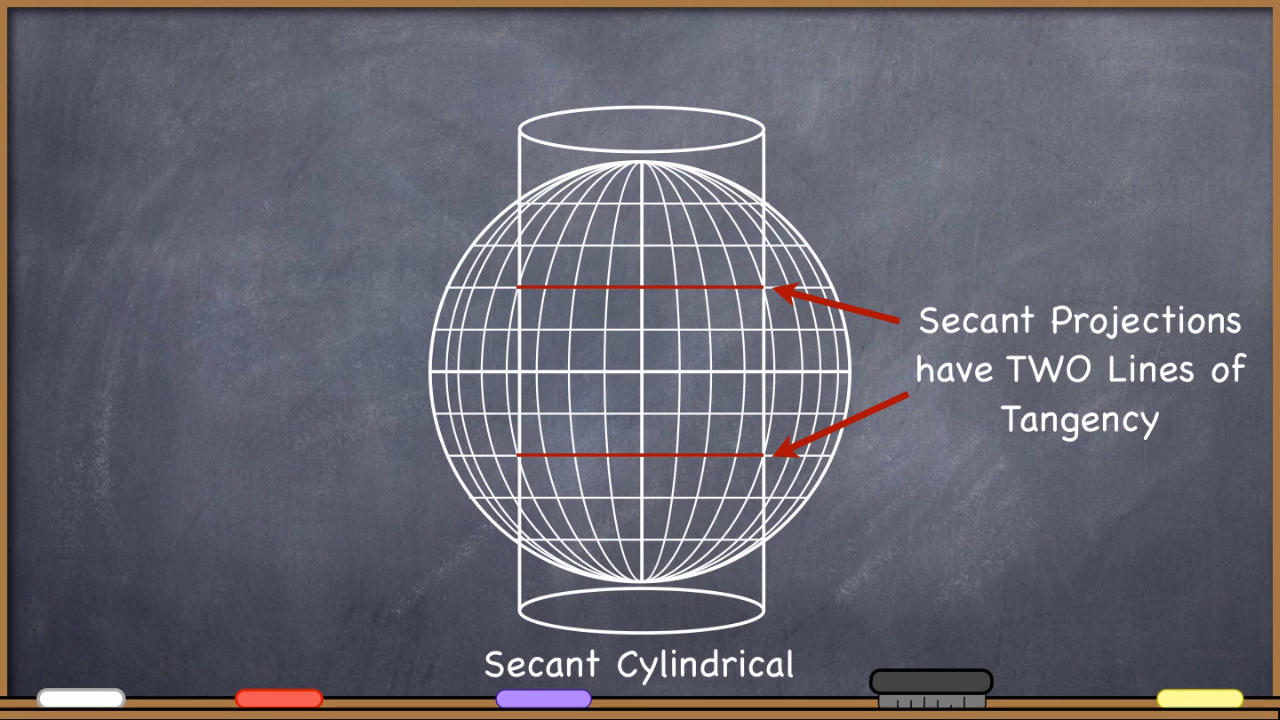 Secant Projections
have TWO Lines of
Tangency
Secant Cylindrical